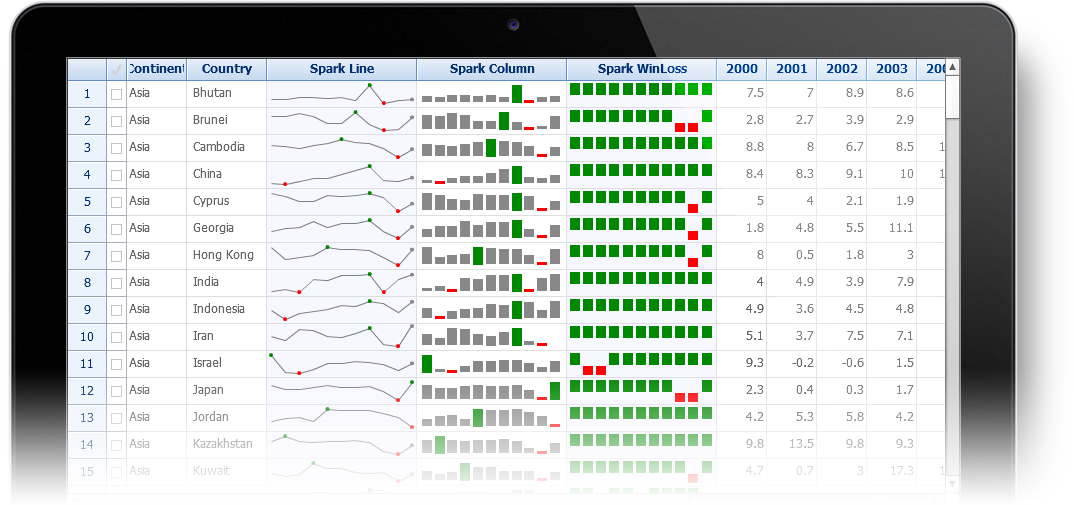 Continent Country Spark Line Spark Column Spark WinLoss 2000 2001 2002 2003 200
1 Asia Bhutan 7.5 7 8.9 8.6
2 Asia Brunei 2.8 2.7 3.9 2.9
3 Asia Cambodia 8.8 8 6.7 8.5 1
4 Asia China 8.4 8.3 9.1 10 1
5 Asia Cyprus 5 4 2.1 1.9
6 Asia Georgia 1.8 4.8 5.5 11.1
7 Asia Hong Kong 8 0.5 1.8 3
8 Asia India 4 4.9 3.9 7.9
9 Asia Indonesia 4.9 3.6 4.5 4.8
10 Asia Iran 5.1 3.7 7.5 7.1
11 Asia Israel 9.3 -0.2 -0.6 1.5
12 Asia Japan 2.3 0.4 0.3 1.7
13 Asia Jordan 4.2 5.3 5.8 4.2
14 Asia Kazakhstan 9.8 13.5 9.8 9.3
15 Asia Kuwait 4.7 0.7 3 17.3 1